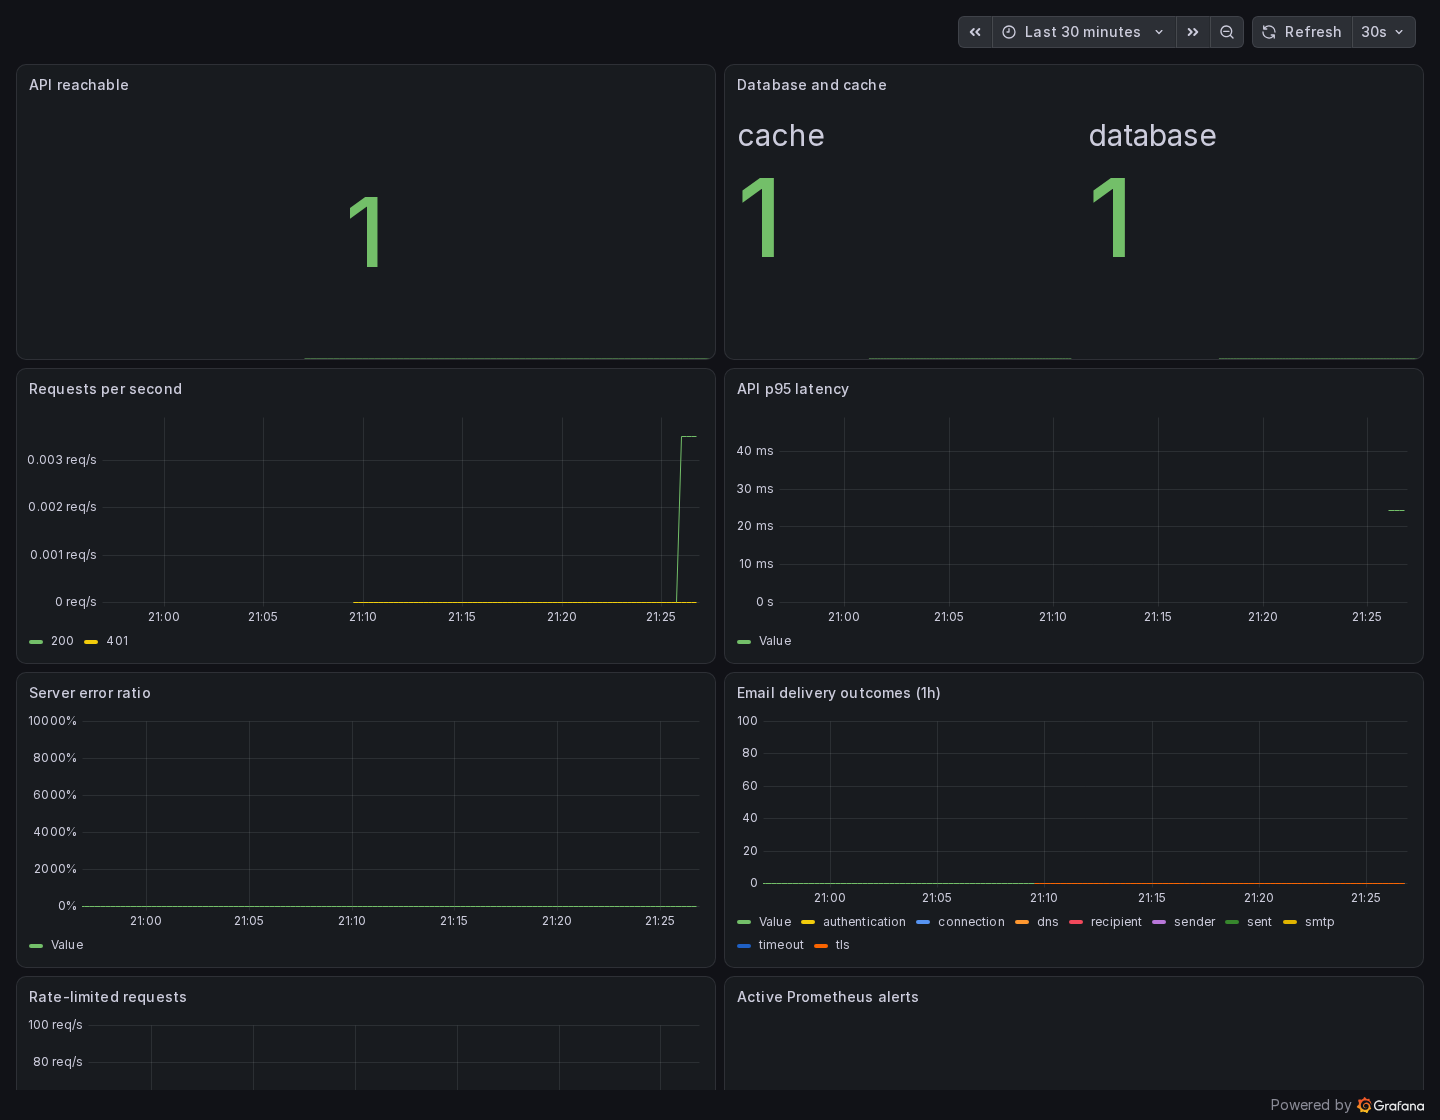 Last 30 minutes
Refresh
30s
API reachable
1
Database and cache
cache
database
1
1
Requests per second
0.003 req/s
0.002 req/s
0.001 req/s
0 req/s
21:00 21:05 21:10 21:15 21:20 21:25
200 401
API p95 latency
40 ms
30 ms
20 ms
10 ms
0 s
21:00 21:05 21:10 21:15 21:20 21:25
Value
Server error ratio
10000%
8000%
6000%
4000%
2000%
0%
21:00 21:05 21:10 21:15 21:20 21:25
Value
Email delivery outcomes (1h)
100
80
60
40
20
0
21:00 21:05 21:10 21:15 21:20 21:25
Value authentication connection dns recipient sender sent smtp
timeout tls
Rate-limited requests
100 req/s
80 req/s
Active Prometheus alerts
Powered by Grafana